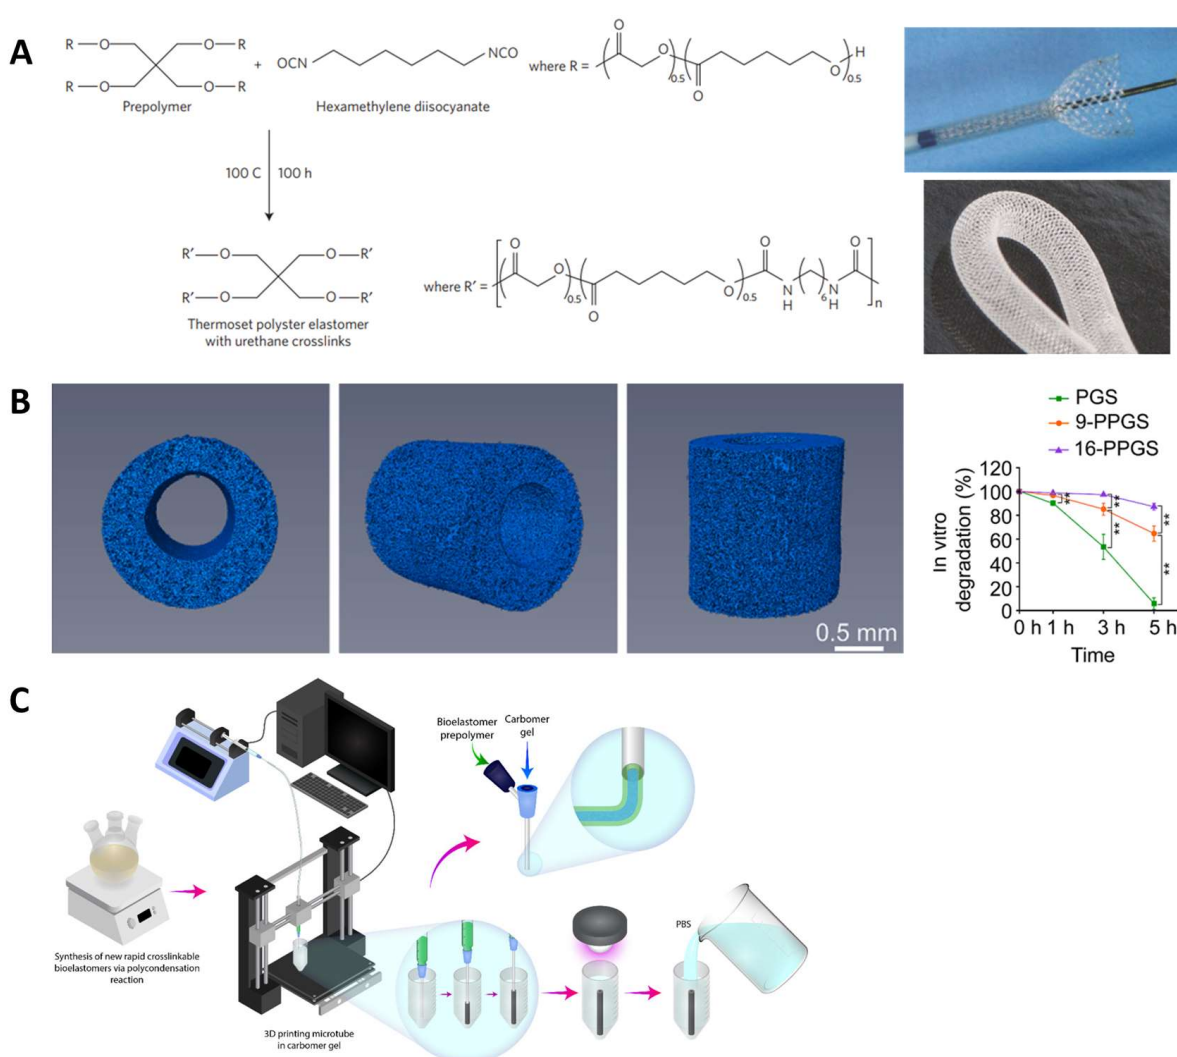 A
R
O
O
R
R
O
O
R
+
Prepolymer
OCN
NCO
Hexamethylene diisocyanate
where R =
O
O
0.5
O
O
0.5
H
100 C
100 h
R′
O
O
R′
R′
O
O
R′
Thermoset polyster elastomer
with urethane crosslinks
where R′ =
O
O
0.5
O
O
0.5
O
N
H
6
N
H
O
n
B
0.5 mm
PGS
9-PPGS
16-PPGS
In vitro
degradation (%)
120
100
80
60
40
20
0
**
**
**
**
**
0 h 1 h 3 h 5 h
Time
C
Bioelastomer
prepolymer
Carbomer
gel
Synthesis of new rapid crosslinkable
bioelastomers via polycondensation
reaction
3D printing microtube
in carbomer gel
PBS